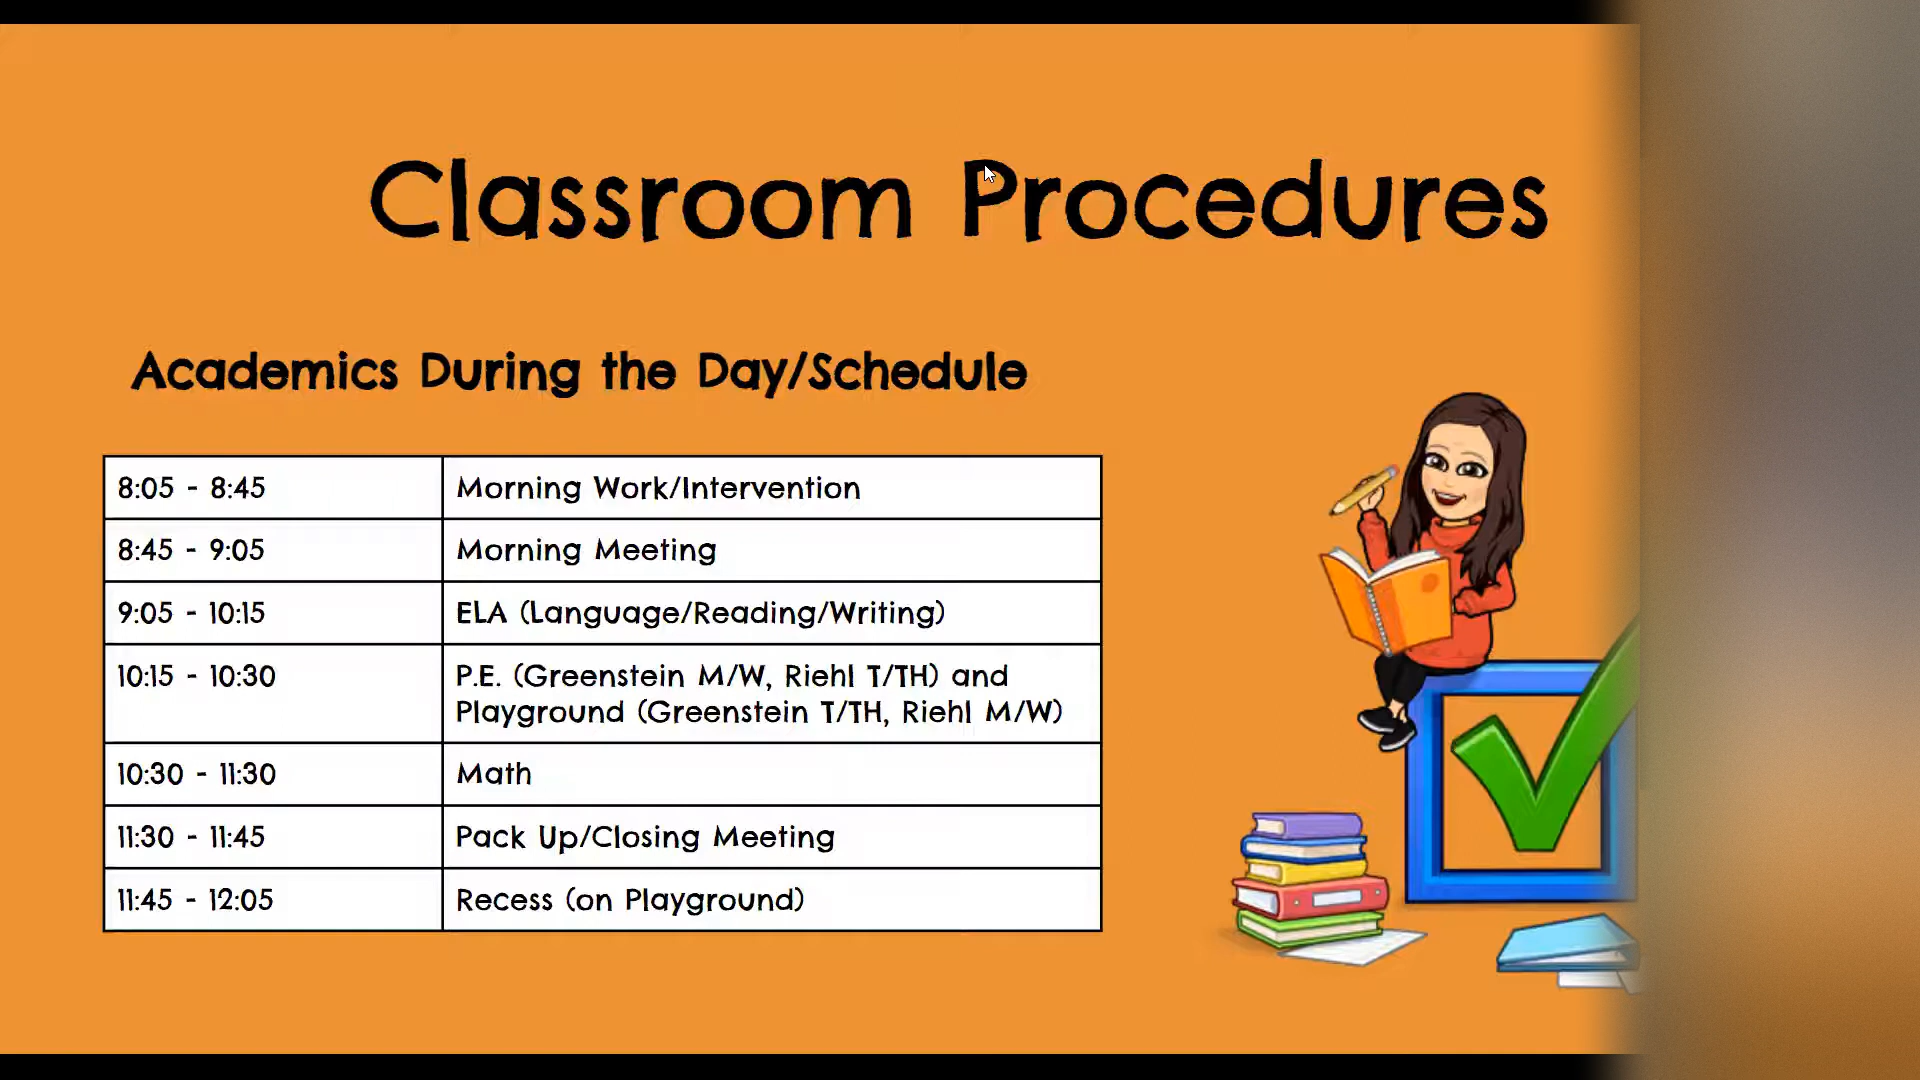 Classroom Procedures
Academics During the Day/Schedule
8:05 - 8:45 Morning Work/Intervention
8:45 - 9:05 Morning Meeting
9:05 - 10:15 ELA (Language/Reading/Writing)
10:15 - 10:30 P.E. (Greenstein M/W, Riehl T/TH) and
Playground (Greenstein T/TH, Riehl M/W)
10:30 - 11:30 Math
11:30 - 11:45 Pack Up/Closing Meeting
11:45 - 12:05 Recess (on Playground)